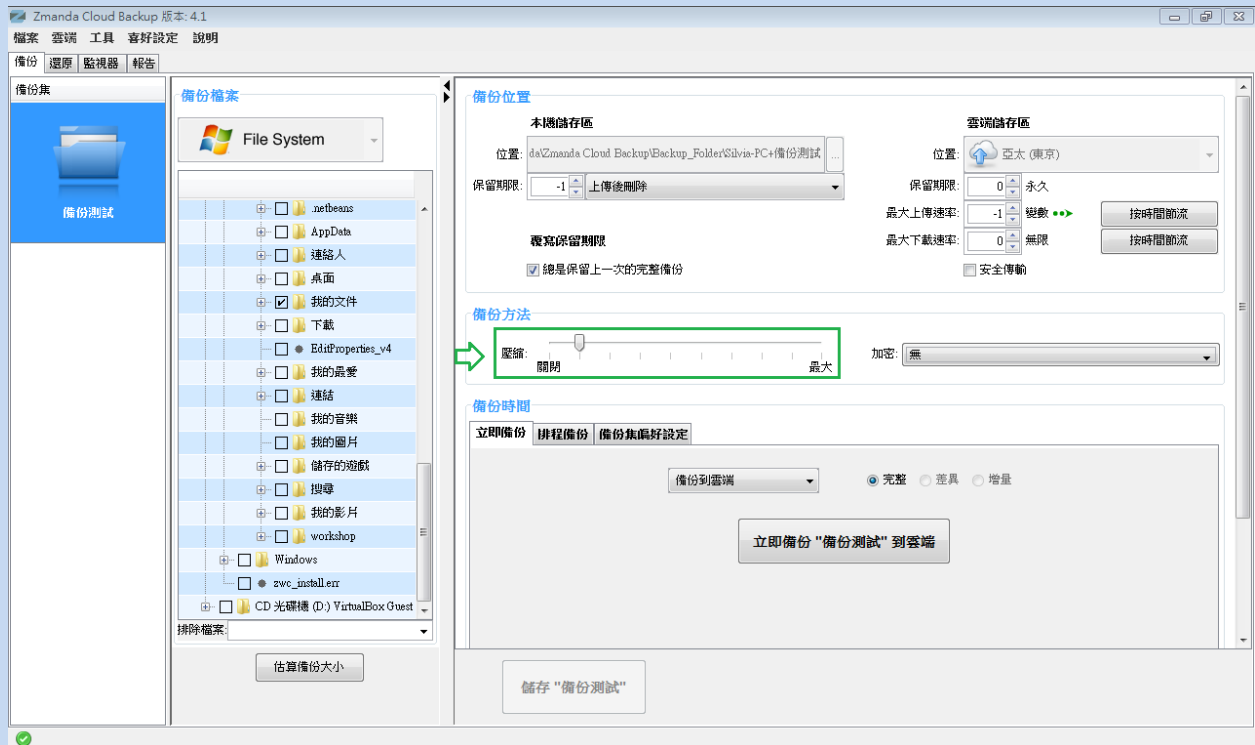 Zmanda Cloud Backup 版本: 4.1
檔案 雲端 工具 喜好設定 說明
備份 還原 監視器 報告
備份集
備份測試
備份檔案
File System
.netbeans
AppData
連絡人
桌面
我的文件
下載
EditProperties_v4
我的最愛
連結
我的音樂
我的圖片
儲存的遊戲
搜尋
我的影片
workshop
Windows
zwc_install.err
CD 光碟機 (D:) VirtualBox Guest
排除檔案:
估算備份大小
備份位置
本機儲存區
位置: da\Zmanda Cloud Backup\Backup_Folder\Silvia-PC+備份測試 ...
保留期限: -1 上傳後刪除
覆寫保留期限
總是保留上一次的完整備份
雲端儲存區
位置: 亞太 (東京)
保留期限: 0 永久
最大上傳速率: -1 變數 按時間節流
最大下載速率: 0 無限 按時間節流
安全傳輸
備份方法
壓縮:
關閉 最大
加密: 無
備份時間
立即備份 排程備份 備份集偏好設定
備份到雲端 完整 差異 增量
立即備份 "備份測試" 到雲端
儲存 "備份測試"